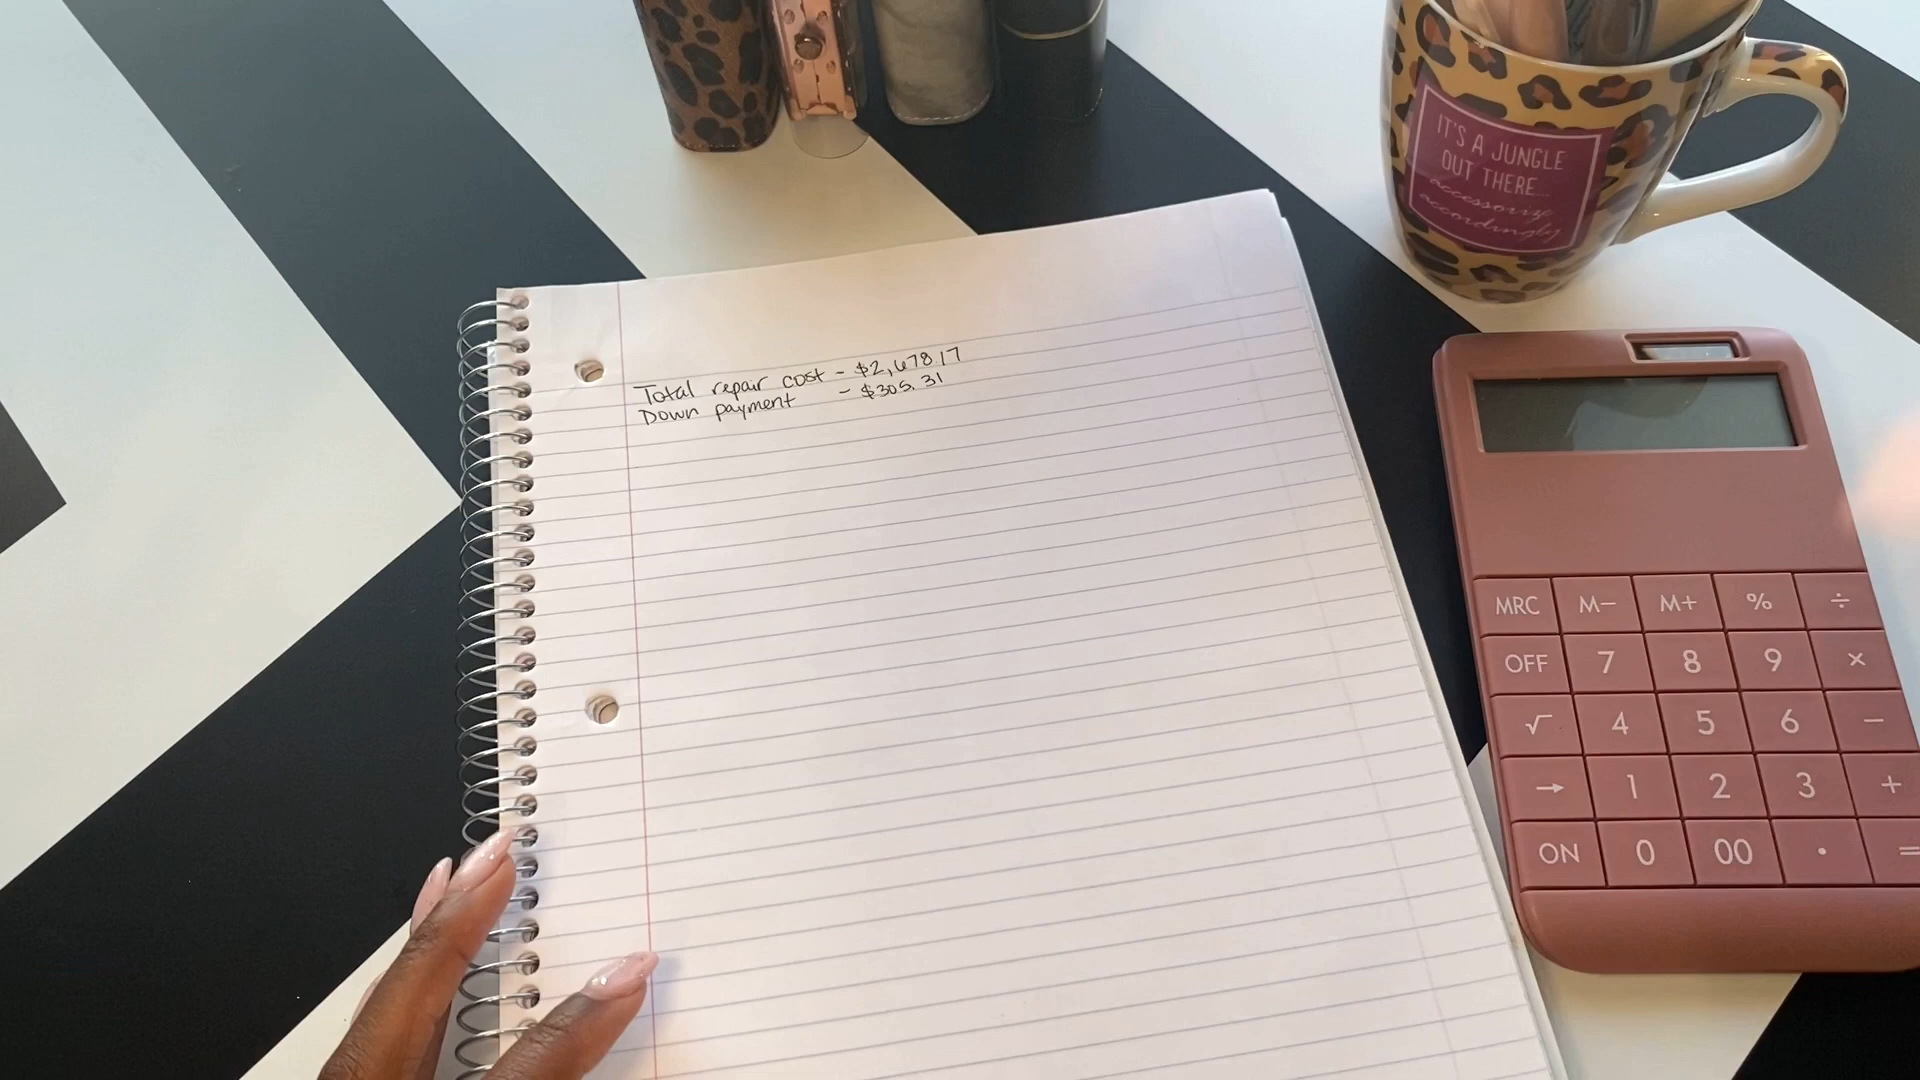 Total repair cost - $2,678.17
Down payment - $305.31
IT'S A JUNGLE
OUT THERE...
accessorize
accordingly
MRC M- M+ % ÷
OFF 7 8 9 ×
√ 4 5 6 -
→ 1 2 3 +
ON 0 00 . =